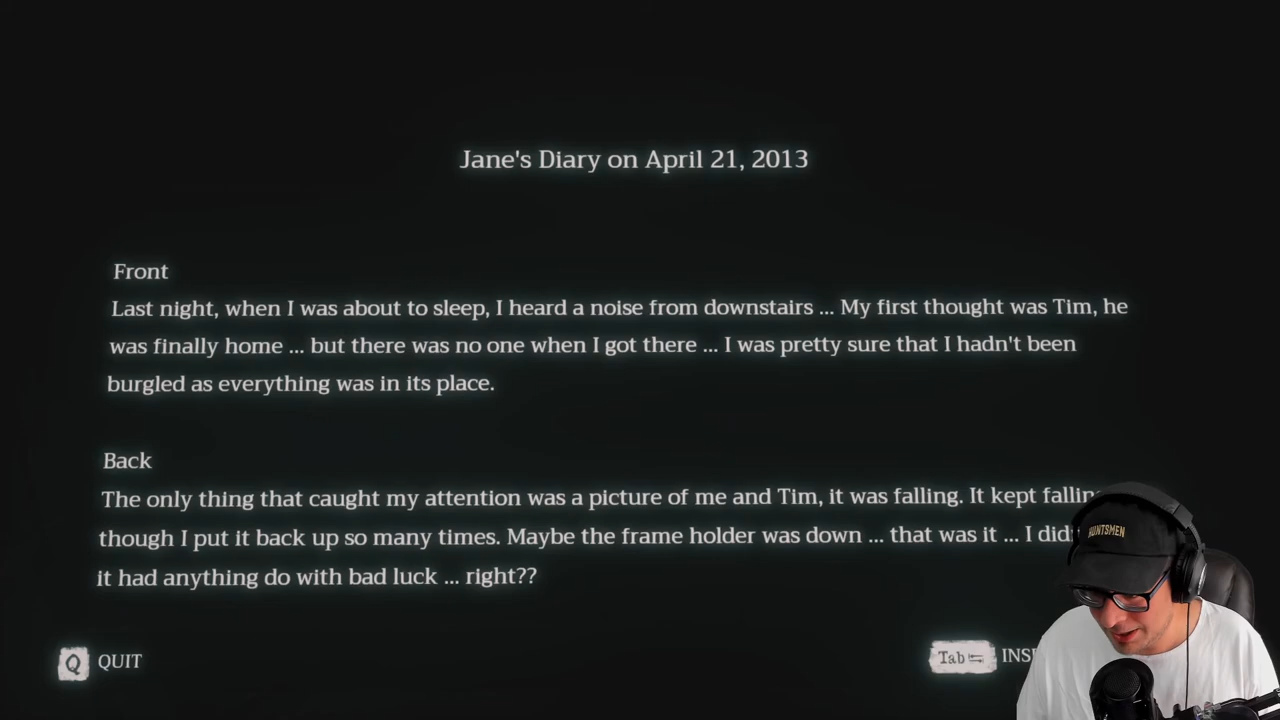 Jane's Diary on April 21, 2013
Front
Last night, when I was about to sleep, I heard a noise from downstairs ... My first thought was Tim, he
was finally home ... but there was no one when I got there ... I was pretty sure that I hadn't been
burgled as everything was in its place.
Back
The only thing that caught my attention was a picture of me and Tim, it was falling. It kept
though I put it back up so many times. Maybe the frame holder was down ... that was it ... I
it had anything do with bad luck ... right??
HUNTSMEN
Q QUIT
Tab